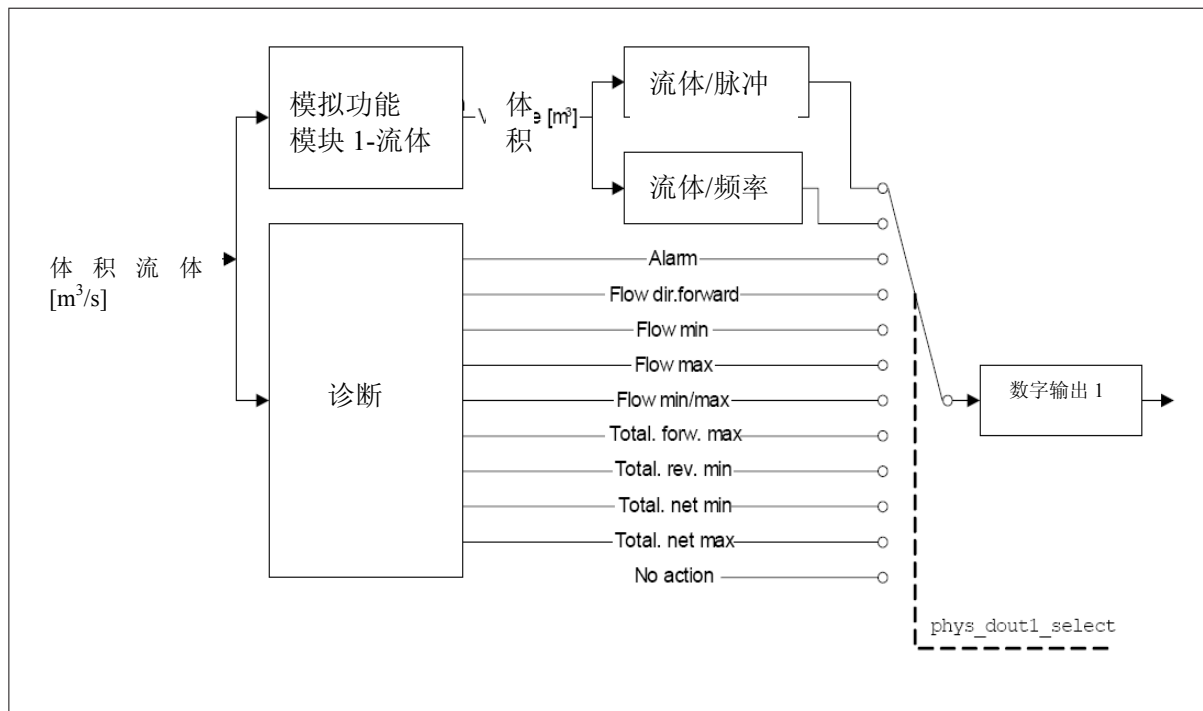 模拟功能
模块 1-流体
体
积
e [m³]
流体/脉冲
流体/频率
体积流体
[m³/s]
诊断
Alarm
Flow dir.forward
Flow min
Flow max
Flow min/max
Total. forw. max
Total. rev. min
Total. net min
Total. net max
No action
数字输出 1
phys_dout1_select